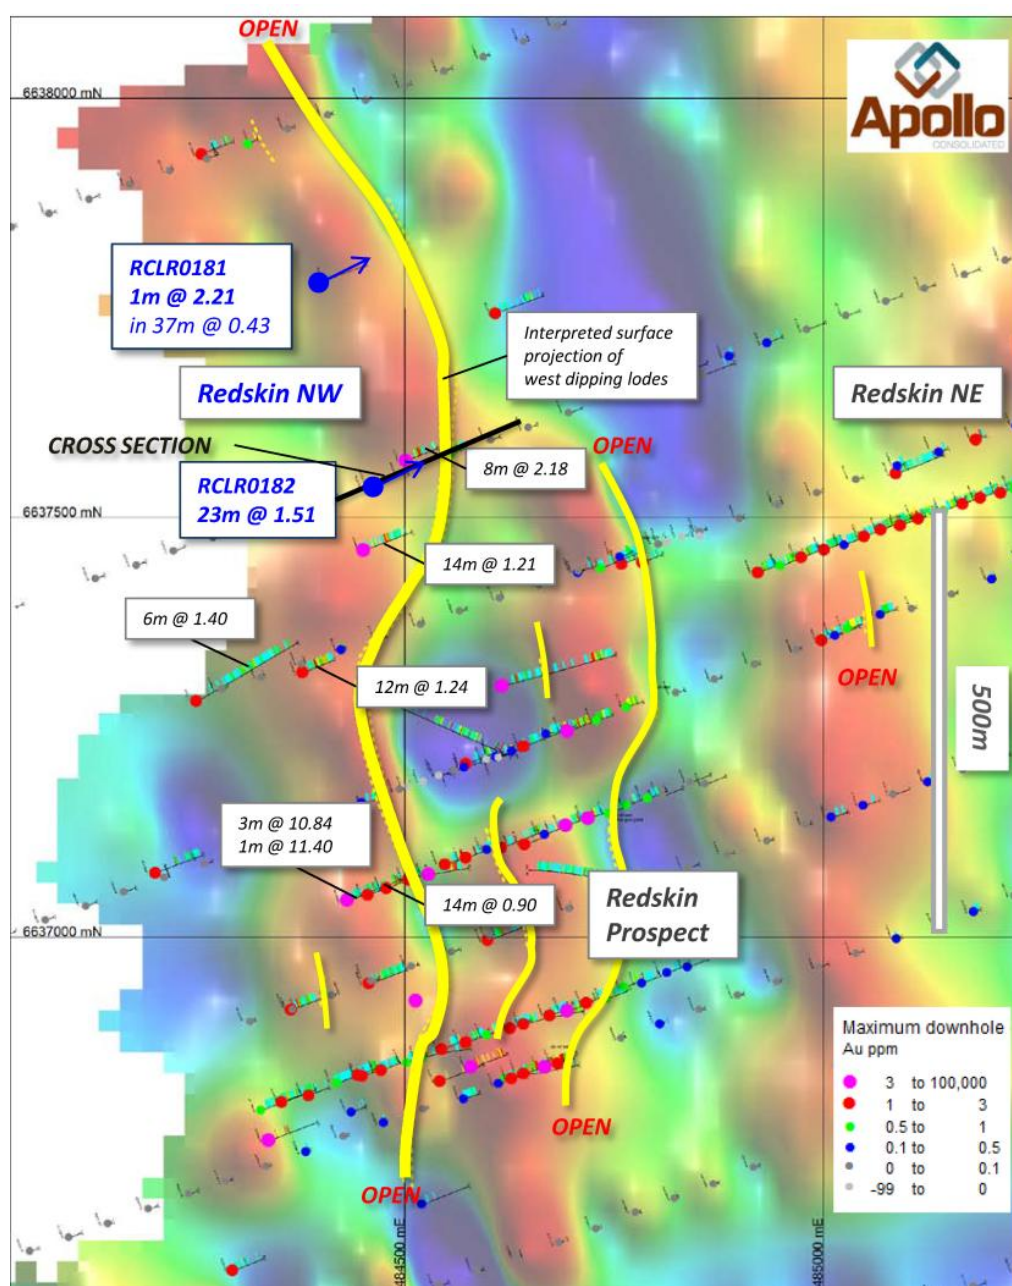 OPEN
6638000 mN
Apollo
CONSOLIDATED
RCLR0181
1m @ 2.21
in 37m @ 0.43
Interpreted surface
projection of
west dipping lodes
Redskin NW
Redskin NE
CROSS SECTION
OPEN
8m @ 2.18
RCLR0182
23m @ 1.51
6637500 mN
14m @ 1.21
6m @ 1.40
12m @ 1.24
OPEN
500m
3m @ 10.84
1m @ 11.40
14m @ 0.90
Redskin
Prospect
6637000 mN
Maximum downhole
Au ppm
3 to 100,000
1 to 3
0.5 to 1
0.1 to 0.5
0 to 0.1
-99 to 0
OPEN
OPEN
484500 mE
485000 mE